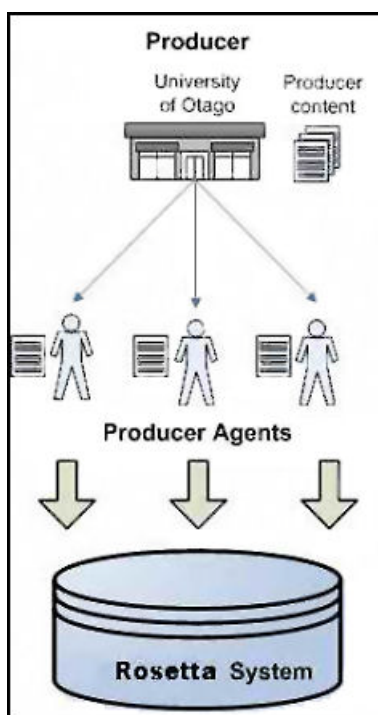 Producer
University
of Otago
Producer
content
Producer Agents
Rosetta System